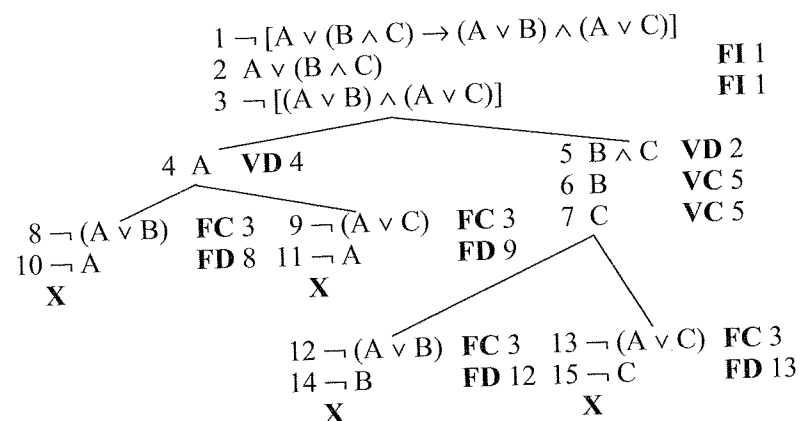 1 ¬ [A ∨ (B ∧ C) → (A ∨ B) ∧ (A ∨ C)]
2 A ∨ (B ∧ C) FI 1
3 ¬ [(A ∨ B) ∧ (A ∨ C)] FI 1
4 A VD 4 5 B ∧ C VD 2
6 B VC 5
7 C VC 5
8 ¬ (A ∨ B) FC 3 9 ¬ (A ∨ C) FC 3
10 ¬ A FD 8 11 ¬ A FD 9
X X
12 ¬ (A ∨ B) FC 3 13 ¬ (A ∨ C) FC 3
14 ¬ B FD 12 15 ¬ C FD 13
X X